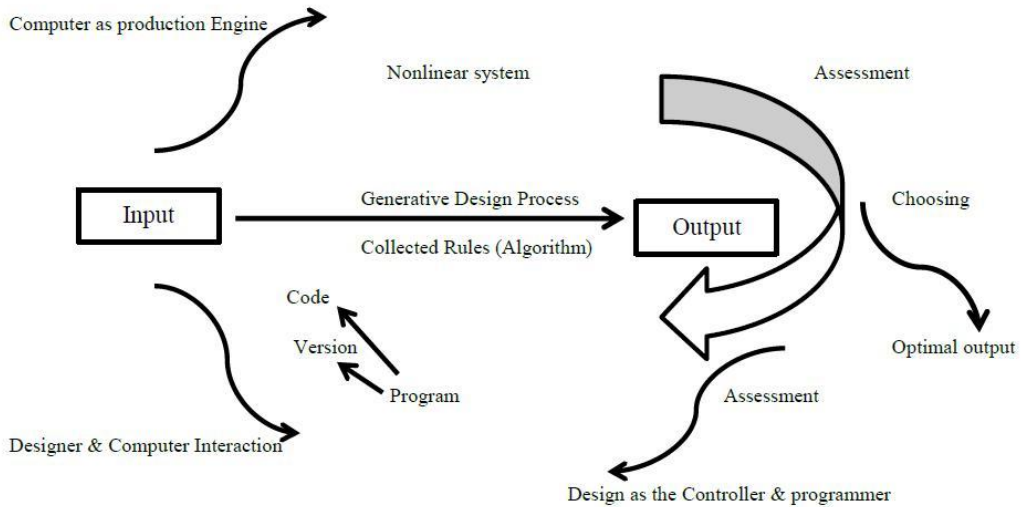 Computer as production Engine
Nonlinear system
Assessment
Input
Generative Design Process
Collected Rules (Algorithm)
Output
Choosing
Code
Version
Program
Optimal output
Assessment
Designer & Computer Interaction
Design as the Controller & programmer